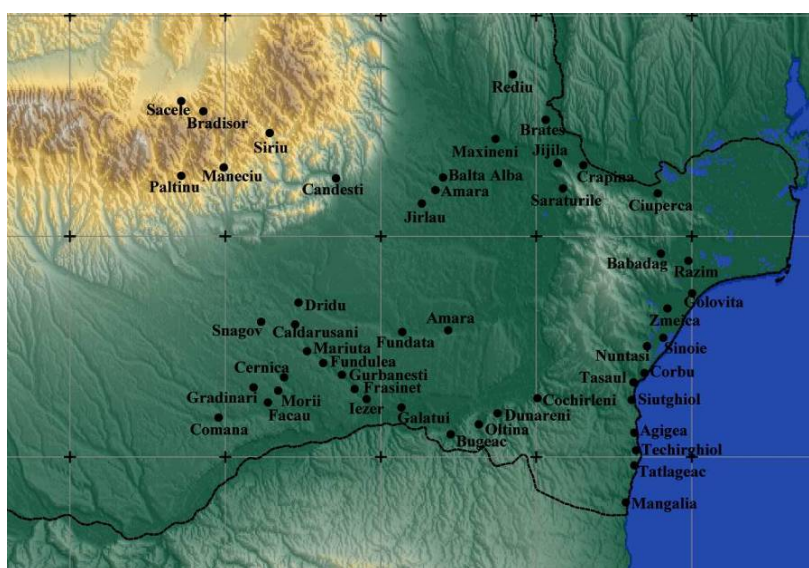 Rediu
Sacele
Bradisor
Brates
Siriu
Maxineni
Jijila
Crapina
Maneciu
Paltinu
Candesti
Balta Alba
Amara
Saraturile
Ciuperca
Jirlau
Babadag
Razim
Golovita
Dridu
Zmeica
Snagov
Caldarusani
Amara
Fundata
Sinoie
Mariuta
Nuntasi
Fundulea
Cernica
Gurbanesti
Corbu
Tasaul
Gradinari
Morii
Frasinet
Facau
Iezer
Cochirleni
Siutghiol
Comana
Galatui
Dunareni
Oltina
Bugeac
Agigea
Techirghiol
Tatlageac
Mangalia